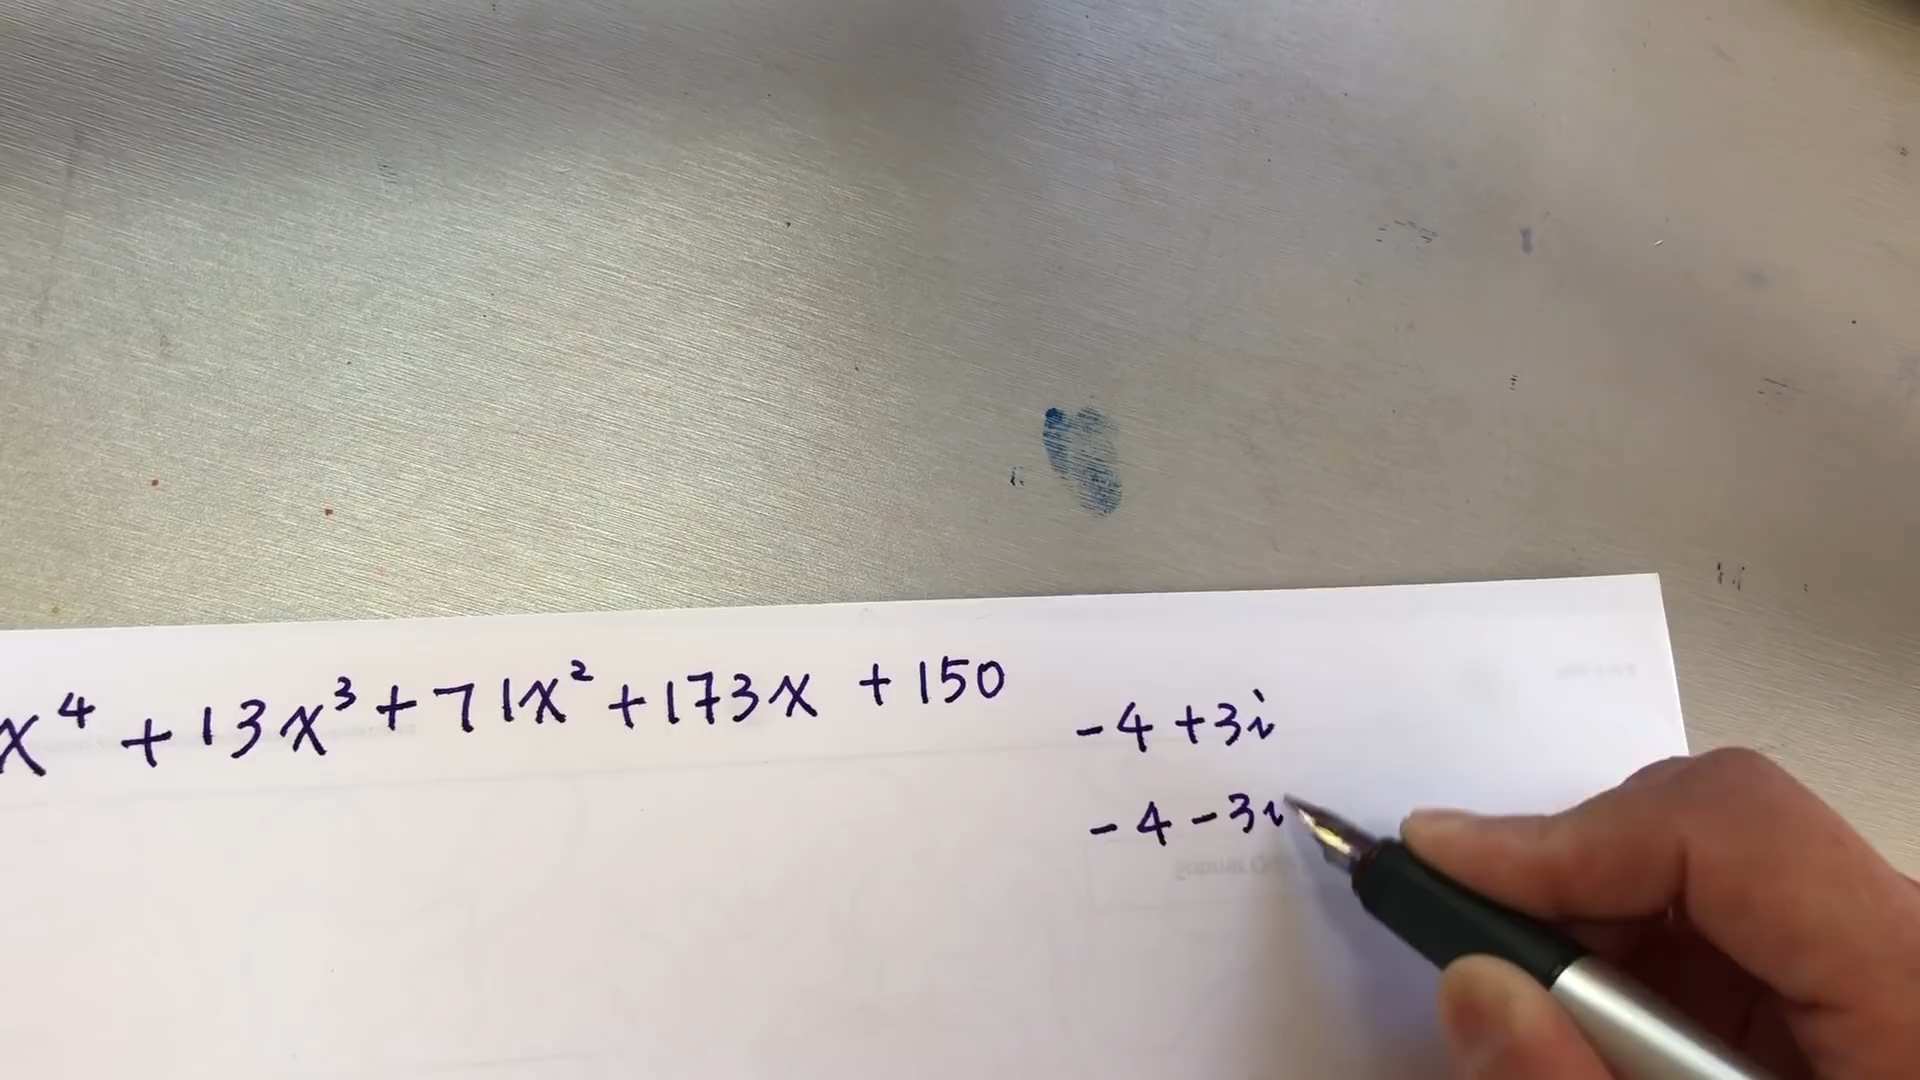 x⁴ + 13x³ + 71x² + 173x + 150
-4 + 3i
-4 - 3i